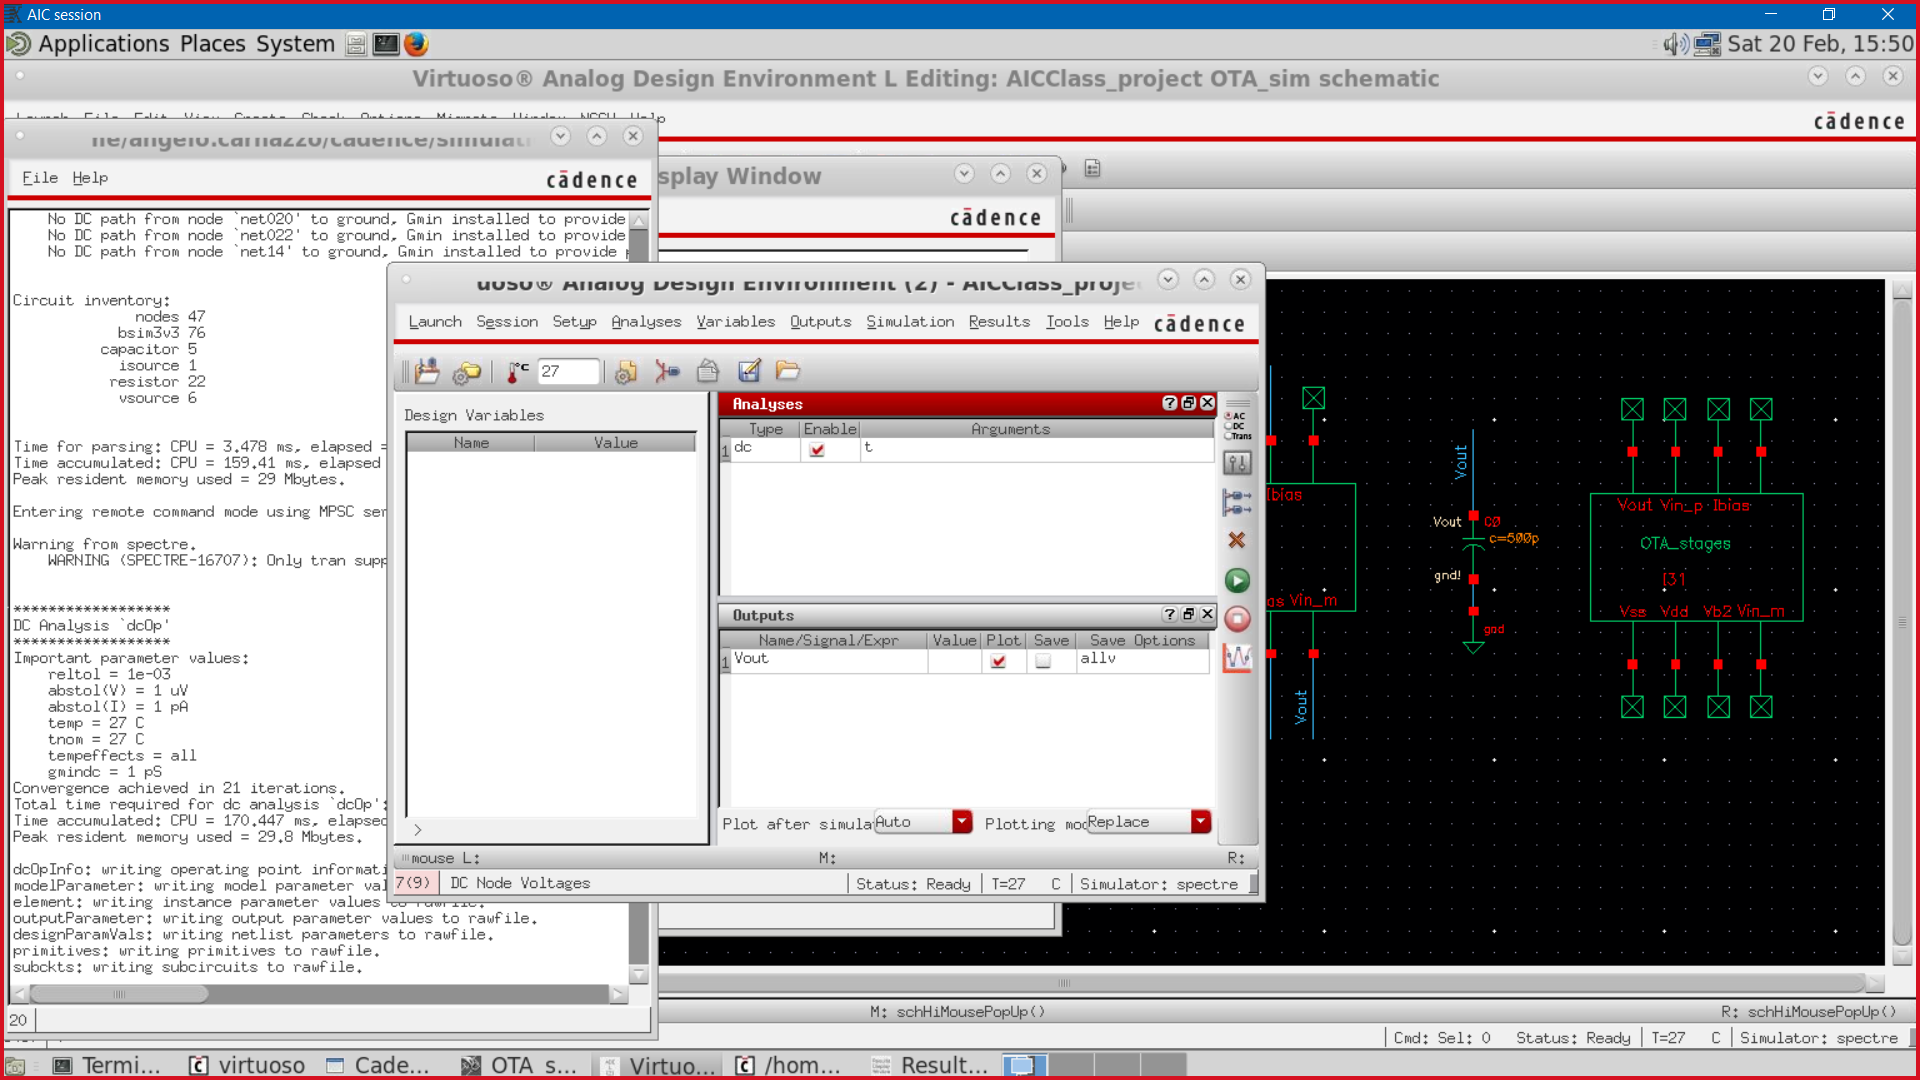 AIC session
Applications Places System
Sat 20 Feb, 15:50
Virtuoso® Analog Design Environment L Editing: AICClass_project OTA_sim schematic
Launch File Edit View Create Check Options Migrate Window NCSU Help
cādence
ne/angelo.carnazzo/cadence/simulati
File Help
cādence
splay Window
cādence
No DC path from node `net020' to ground, Gmin installed to provide
No DC path from node `net022' to ground, Gmin installed to provide
No DC path from node `net14' to ground, Gmin installed to provide
Circuit inventory:
nodes 47
bsim3v3 76
capacitor 5
isource 1
resistor 22
vsource 6
Time for parsing: CPU = 3.478 ms, elapsed =
Time accumulated: CPU = 159.41 ms, elapsed
Peak resident memory used = 29 Mbytes.
Entering remote command mode using MPSC ser
Warning from spectre.
WARNING (SPECTRE-16707): Only tran supp
******************
DC Analysis `dcOp'
******************
Important parameter values:
reltol = 1e-03
abstol(V) = 1 uV
abstol(I) = 1 pA
temp = 27 C
tnom = 27 C
tempeffects = all
gmindc = 1 pS
Convergence achieved in 21 iterations.
Total time required for dc analysis `dcOp':
Time accumulated: CPU = 170.447 ms, elapsed
Peak resident memory used = 29.8 Mbytes.
dcOpInfo: writing operating point informati
modelParameter: writing model parameter val
element: writing instance parameter values to rawfile.
outputParameter: writing output parameter values to rawfile.
designParamVals: writing netlist parameters to rawfile.
primitives: writing primitives to rawfile.
subckts: writing subcircuits to rawfile.
20
uoso® Analog Design Environment (2) - AICClass_proje
Launch Session Setup Analyses Variables Outputs Simulation Results Tools Help
cādence
°C 27
Design Variables
Name Value
>
Analyses
Type Enable Arguments
1 dc t
AC
DC
Trans
Outputs
Name/Signal/Expr Value Plot Save Save Options
1 Vout allv
Plot after simula Auto Plotting mo Replace
mouse L: M: R:
7(9) DC Node Voltages Status: Ready T=27 C Simulator: spectre
Ibias
as Vin_m
Vout
Vout
Vout C0
c=500p
gnd!
gnd
Vout Vin_p Ibias
OTA_stages
I31
Vss Vdd Vb2 Vin_m
M: schHiMousePopUp() R: schHiMousePopUp()
Cmd: Sel: 0 Status: Ready T=27 C Simulator: spectre
Termi... virtuoso Cade... OTA s... Virtuo... /hom... Result...